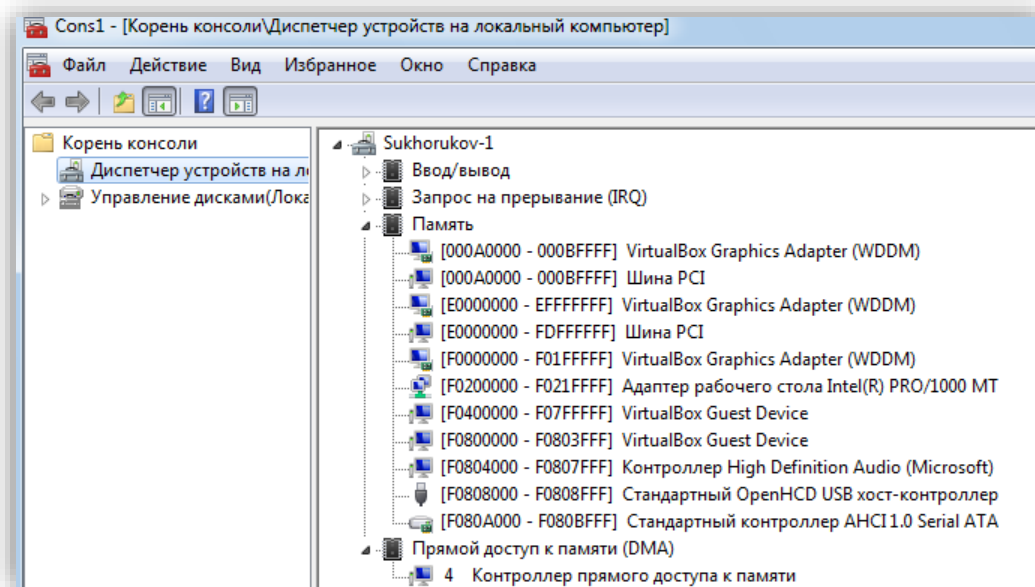 Cons1 - [Корень консоли\Диспетчер устройств на локальный компьютер]
Файл Действие Вид Избранное Окно Справка
Корень консоли
Диспетчер устройств на ло
Управление дисками(Лока
Sukhorukov-1
Ввод/вывод
Запрос на прерывание (IRQ)
Память
[000A0000 - 000BFFFF] VirtualBox Graphics Adapter (WDDM)
[000A0000 - 000BFFFF] Шина PCI
[E0000000 - EFFFFFFF] VirtualBox Graphics Adapter (WDDM)
[E0000000 - FDFFFFFF] Шина PCI
[F0000000 - F01FFFFF] VirtualBox Graphics Adapter (WDDM)
[F0200000 - F021FFFF] Адаптер рабочего стола Intel(R) PRO/1000 MT
[F0400000 - F07FFFFF] VirtualBox Guest Device
[F0800000 - F0803FFF] VirtualBox Guest Device
[F0804000 - F0807FFF] Контроллер High Definition Audio (Microsoft)
[F0808000 - F0808FFF] Стандартный OpenHCD USB хост-контроллер
[F080A000 - F080BFFF] Стандартный контроллер AHCI 1.0 Serial ATA
Прямой доступ к памяти (DMA)
4 Контроллер прямого доступа к памяти